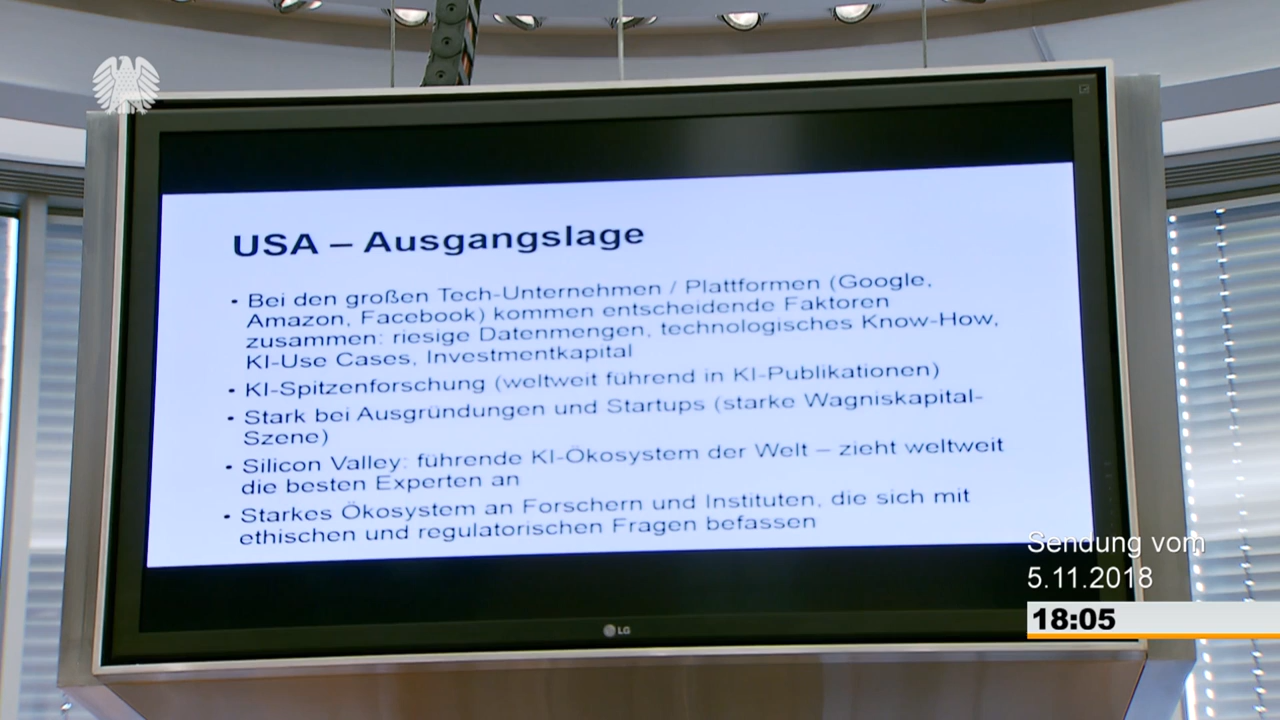 USA – Ausgangslage
• Bei den großen Tech-Unternehmen / Plattformen (Google,
Amazon, Facebook) kommen entscheidende Faktoren
zusammen: riesige Datenmengen, technologisches Know-How,
KI-Use Cases, Investmentkapital
• KI-Spitzenforschung (weltweit führend in KI-Publikationen)
• Stark bei Ausgründungen und Startups (starke Wagniskapital-
Szene)
• Silicon Valley: führende KI-Ökosystem der Welt – zieht weltweit
die besten Experten an
• Starkes Ökosystem an Forschern und Instituten, die sich mit
ethischen und regulatorischen Fragen befassen
LG
Sendung vom
5.11.2018
18:05